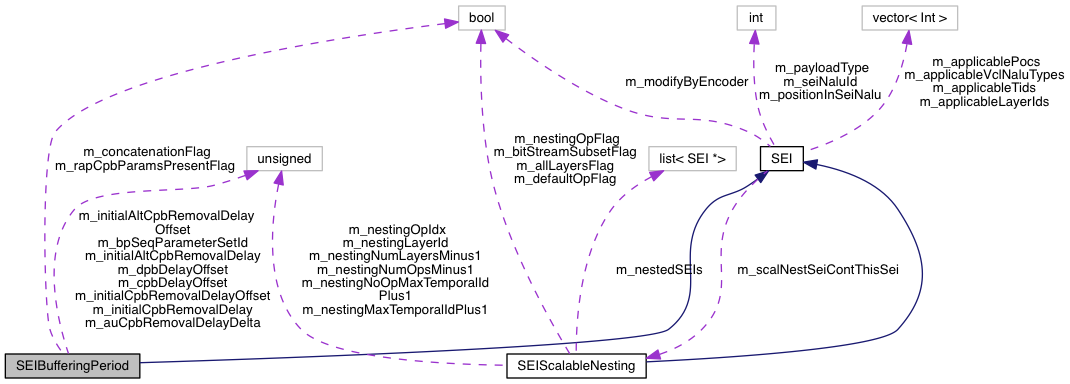 bool
int
vector< Int >
m_modifyByEncoder
m_payloadType
m_seiNaluId
m_positionInSeiNalu
m_applicablePocs
m_applicableVclNaluTypes
m_applicableTids
m_applicableLayerIds
m_concatenationFlag
m_rapCpbParamsPresentFlag
unsigned
m_nestingOpFlag
m_bitStreamSubsetFlag
m_allLayersFlag
m_defaultOpFlag
list< SEI *>
SEI
m_initialAltCpbRemovalDelay
Offset
m_bpSeqParameterSetId
m_initialAltCpbRemovalDelay
m_dpbDelayOffset
m_cpbDelayOffset
m_initialCpbRemovalDelayOffset
m_initialCpbRemovalDelay
m_auCpbRemovalDelayDelta
m_nestingOpIdx
m_nestingLayerId
m_nestingNumLayersMinus1
m_nestingNumOpsMinus1
m_nestingNoOpMaxTemporalId
Plus1
m_nestingMaxTemporalIdPlus1
m_nestedSEIs
m_scalNestSeiContThisSei
SEIBufferingPeriod
SEIScalableNesting